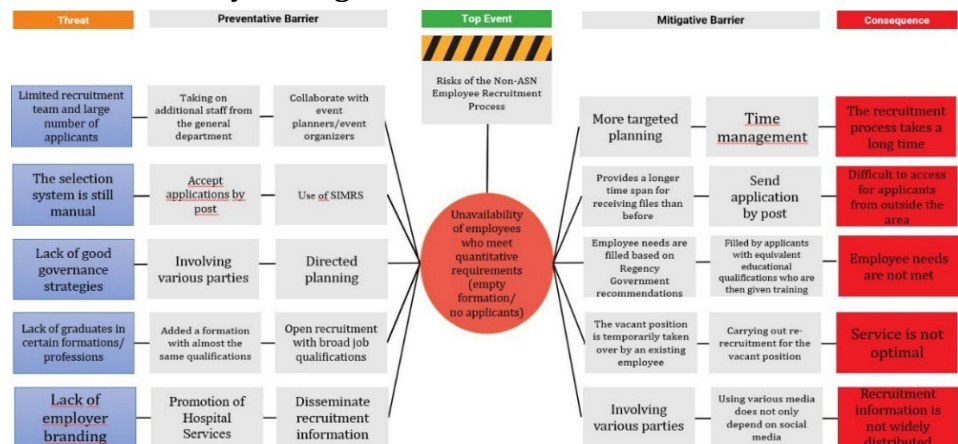 Threat
Preventative Barrier
Top Event
Mitigative Barrier
Consequence
Risks of the Non-ASN
Employee Recruitment
Process
Limited recruitment
team and large
number of
applicants
Taking on
additional staff from
the general
department
Collaborate with
event
planners/event
organizers
More targeted
planning
Time
management
The recruitment
process takes a
long time
The selection
system is still
manual
Accept
applications by
post
Use of SIMRS
Unavailability
of employees
who meet
quantitative
requirements
(empty
formation/
no applicants)
Provides a longer
time span for
receiving files than
before
Send
application
by post
Difficult to access
for applicants
from outside the
area
Lack of good
governance
strategies
Involving
various parties
Directed
planning
Employee needs are
filled based on
Regency
Government
recommendations
Filled by applicants
with equivalent
educational
qualifications who are
then given training
Employee needs
are not met
Lack of graduates in
certain formations/
professions
Added a formation
with almost the
same qualifications
Open recruitment
with broad job
qualifications
The vacant position
is temporarily taken
over by an existing
employee
Carrying out re-
recruitment for the
vacant position
Service is not
optimal
Lack of
employer
branding
Promotion of
Hospital
Services
Disseminate
recruitment
information
Involving
various parties
Using various media
does not only
depend on social
media
Recruitment
information is
not widely
distributed